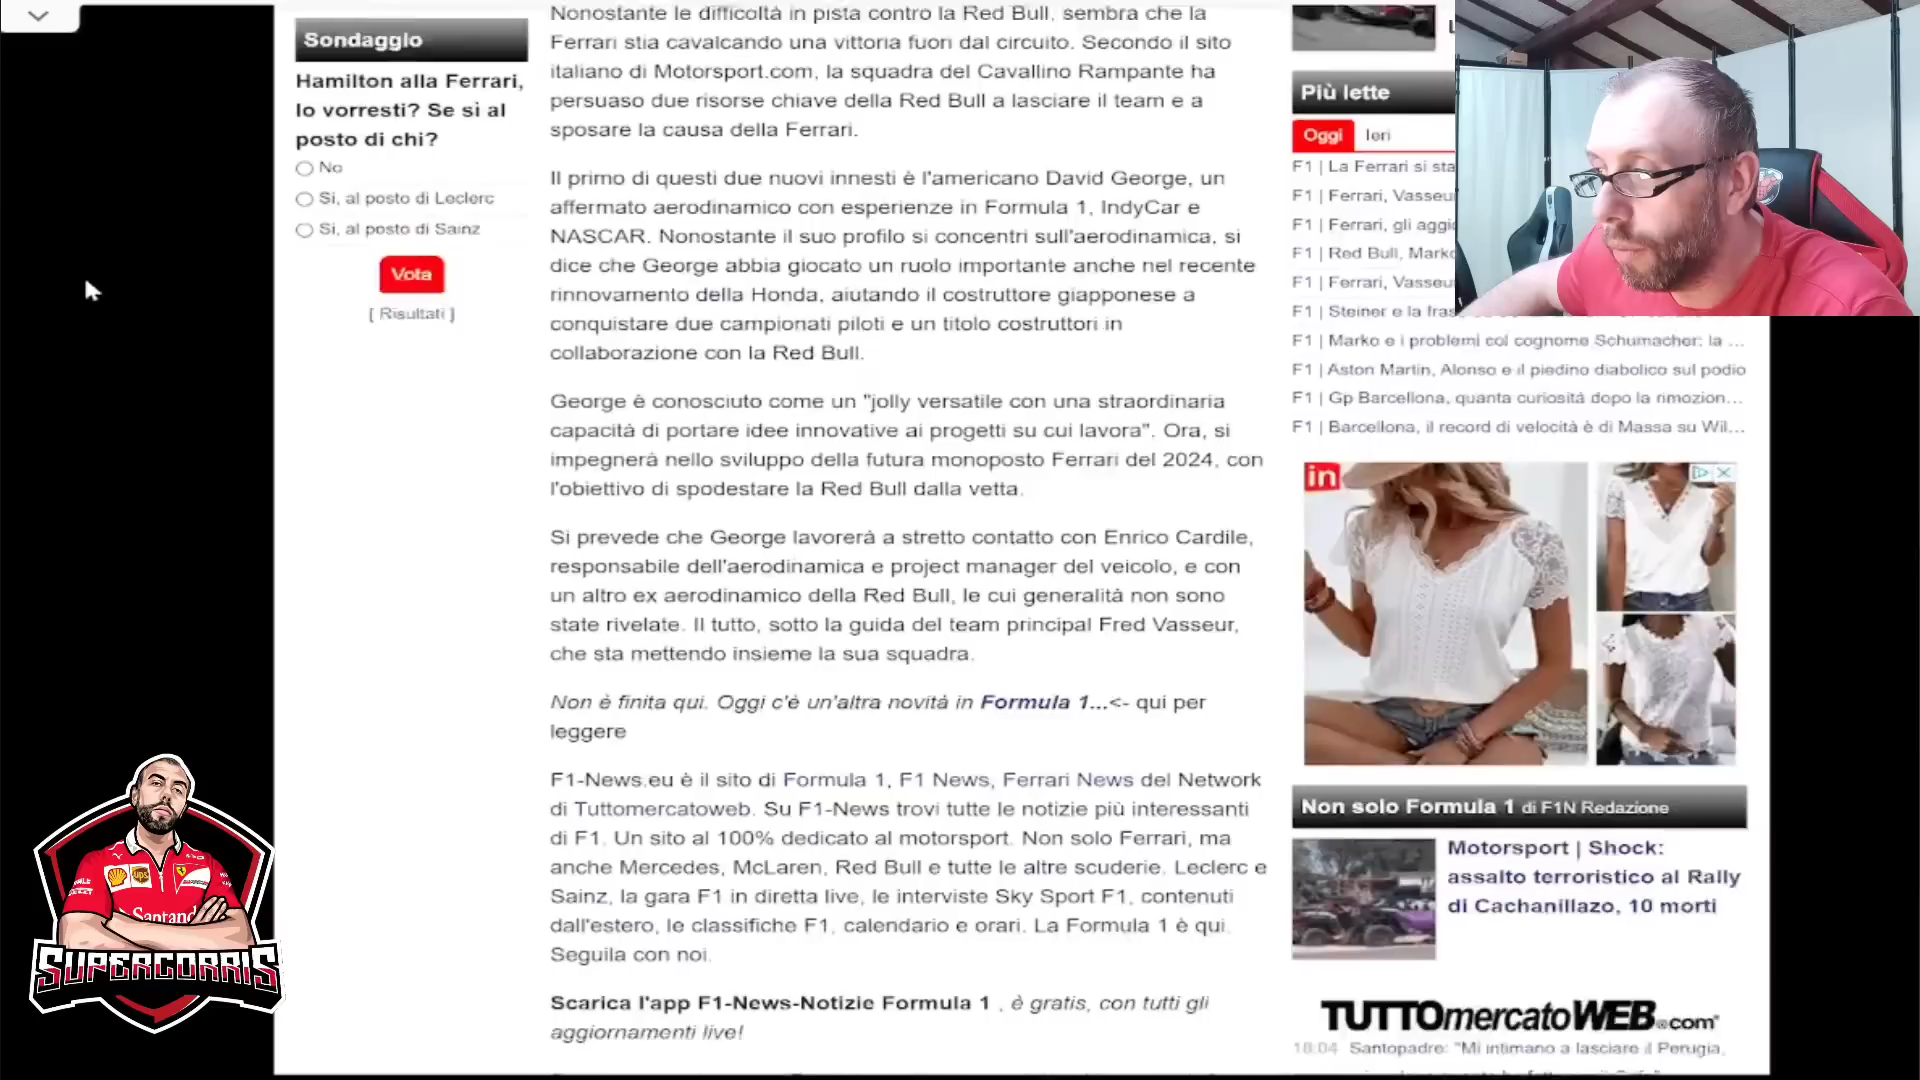 Sondaggio
Hamilton alla Ferrari,
lo vorresti? Se sì al
posto di chi?
No
Si, al posto di Leclerc
Si, al posto di Sainz
Vota
[ Risultati ]
Nonostante le difficoltà in pista contro la Red Bull, sembra che la
Ferrari stia cavalcando una vittoria fuori dal circuito. Secondo il sito
italiano di Motorsport.com, la squadra del Cavallino Rampante ha
persuaso due risorse chiave della Red Bull a lasciare il team e a
sposare la causa della Ferrari.
Il primo di questi due nuovi innesti è l'americano David George, un
affermato aerodinamico con esperienze in Formula 1, IndyCar e
NASCAR. Nonostante il suo profilo si concentri sull'aerodinamica, si
dice che George abbia giocato un ruolo importante anche nel recente
rinnovamento della Honda, aiutando il costruttore giapponese a
conquistare due campionati piloti e un titolo costruttori in
collaborazione con la Red Bull.
George è conosciuto come un "jolly versatile con una straordinaria
capacità di portare idee innovative ai progetti su cui lavora". Ora, si
impegnerà nello sviluppo della futura monoposto Ferrari del 2024, con
l'obiettivo di spodestare la Red Bull dalla vetta.
Si prevede che George lavorerà a stretto contatto con Enrico Cardile,
responsabile dell'aerodinamica e project manager del veicolo, e con
un altro ex aerodinamico della Red Bull, le cui generalità non sono
state rivelate. Il tutto, sotto la guida del team principal Fred Vasseur,
che sta mettendo insieme la sua squadra.
Non è finita qui. Oggi c'è un'altra novità in Formula 1...<- qui per
leggere
F1-News.eu è il sito di Formula 1, F1 News, Ferrari News del Network
di Tuttomercatoweb. Su F1-News trovi tutte le notizie più interessanti
di F1. Un sito al 100% dedicato al motorsport. Non solo Ferrari, ma
anche Mercedes, McLaren, Red Bull e tutte le altre scuderie. Leclerc e
Sainz, la gara F1 in diretta live, le interviste Sky Sport F1, contenuti
dall'estero, le classifiche F1, calendario e orari. La Formula 1 è qui.
Seguila con noi.
Scarica l'app F1-News-Notizie Formula 1 , è gratis, con tutti gli
aggiornamenti live!
Più lette
Oggi Ieri
F1 | La Ferrari si sta
F1 | Ferrari, Vasseu
F1 | Ferrari, gli aggi
F1 | Red Bull, Mark
F1 | Ferrari, Vasseu
F1 | Steiner e la fras
F1 | Marko e i problemi col cognome Schumacher: la ...
F1 | Aston Martin, Alonso e il piedino diabolico sul podio
F1 | Gp Barcellona, quanta curiosità dopo la rimozion...
F1 | Barcellona, il record di velocità è di Massa su Wil...
in
Non solo Formula 1 di F1N Redazione
Motorsport | Shock:
assalto terroristico al Rally
di Cachanillazo, 10 morti
TUTTOmercatoWEB.com
18:04 Santopadre: "Mi intimano a lasciare il Perugia,
ups
Santand
SUPERCORRIS